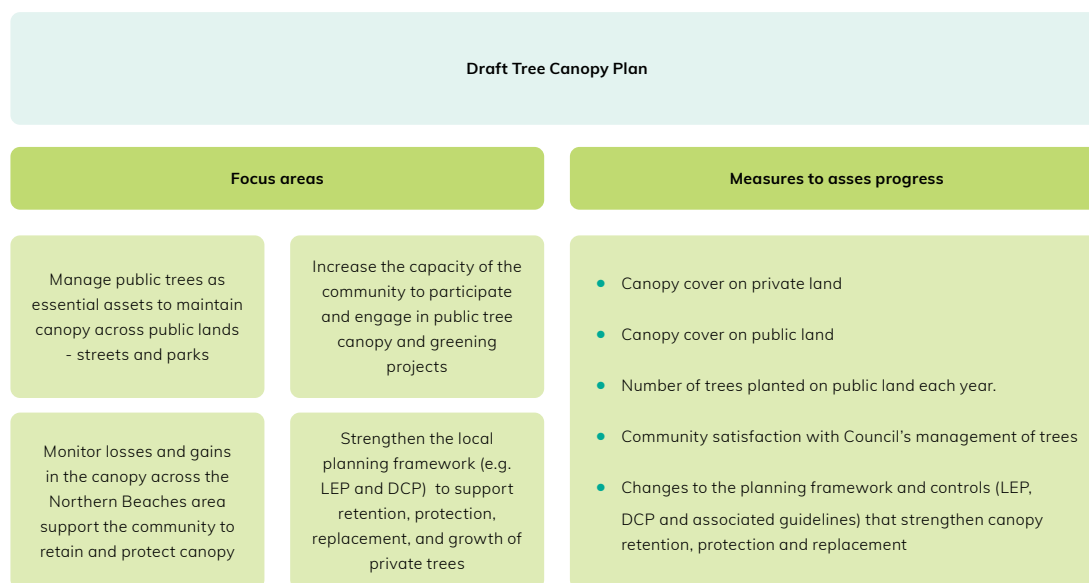 Draft Tree Canopy Plan
Focus areas
Measures to asses progress
Manage public trees as
essential assets to maintain
canopy across public lands
- streets and parks
Increase the capacity of the
community to participate
and engage in public tree
canopy and greening
projects
Monitor losses and gains
in the canopy across the
Northern Beaches area
support the community to
retain and protect canopy
Strengthen the local
planning framework (e.g.
LEP and DCP)  to support
retention, protection,
replacement, and growth of
private trees
• Canopy cover on private land
• Canopy cover on public land
• Number of trees planted on public land each year.
• Community satisfaction with Council’s management of trees
• Changes to the planning framework and controls (LEP,
DCP and associated guidelines) that strengthen canopy
retention, protection and replacement